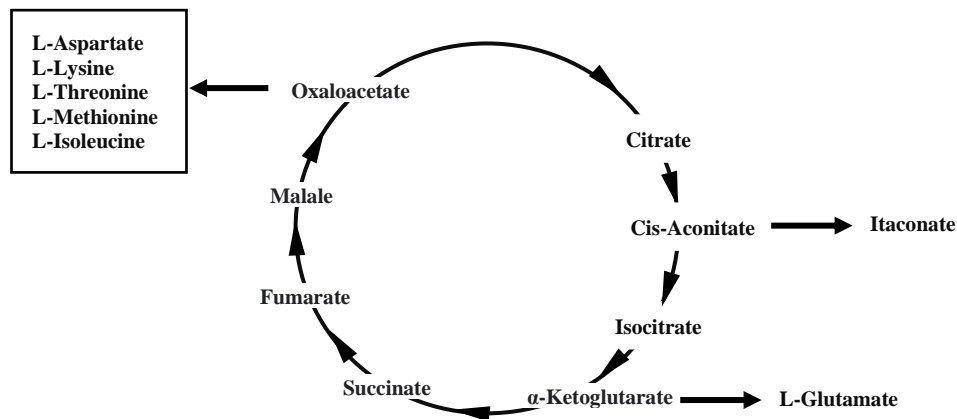 L-Aspartate
L-Lysine
L-Threonine
L-Methionine
L-Isoleucine
Oxaloacetate
Citrate
Malale
Cis-Aconitate
Itaconate
Fumarate
Isocitrate
Succinate
α-Ketoglutarate
L-Glutamate